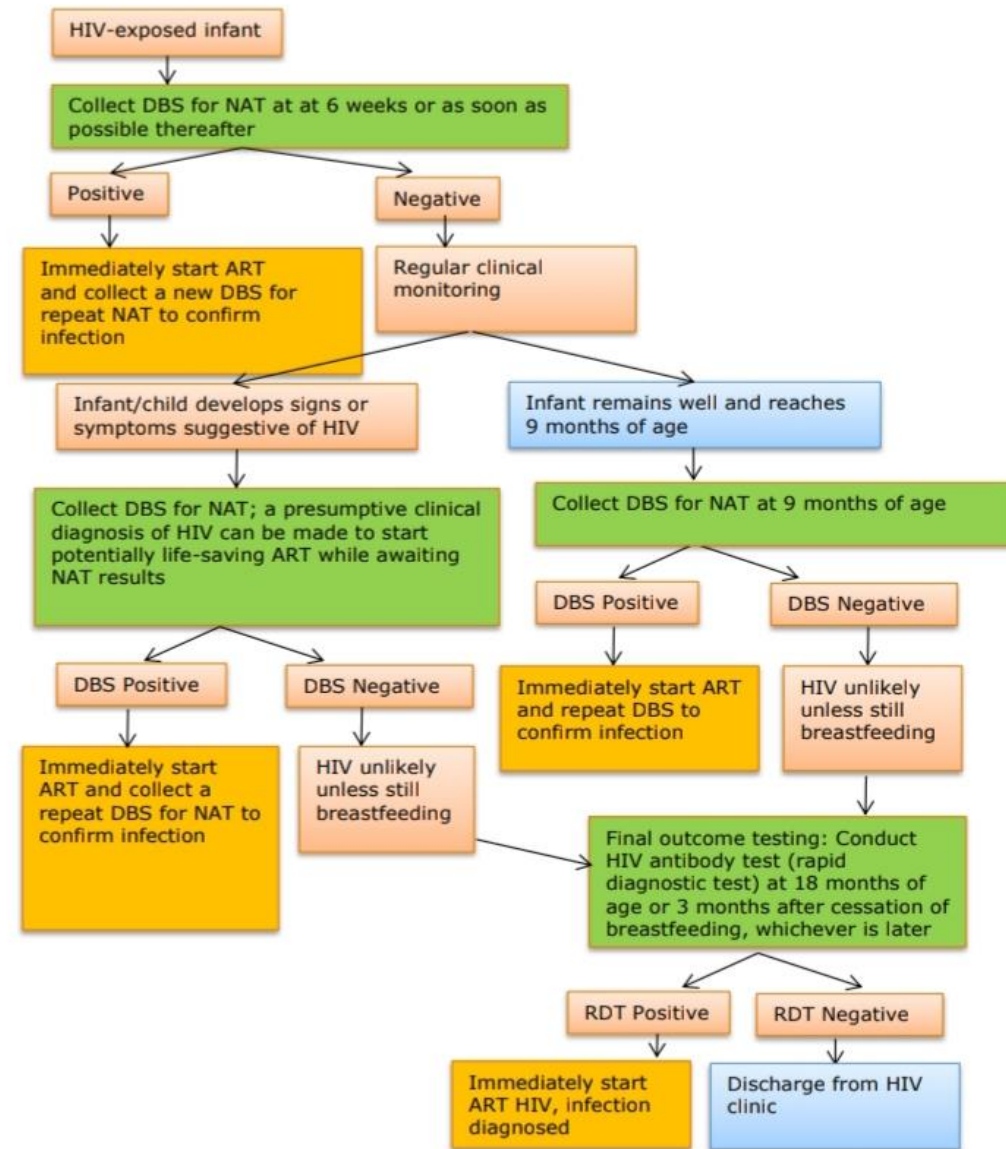 HIV-exposed infant
Collect DBS for NAT at at 6 weeks or as soon as
possible thereafter
Positive
Negative
Immediately start ART
and collect a new DBS for
repeat NAT to confirm
infection
Regular clinical
monitoring
Infant/child develops signs or
symptoms suggestive of HIV
Infant remains well and reaches
9 months of age
Collect DBS for NAT; a presumptive clinical
diagnosis of HIV can be made to start
potentially life-saving ART while awaiting
NAT results
Collect DBS for NAT at 9 months of age
DBS Positive
DBS Negative
DBS Positive
DBS Negative
Immediately start
ART and collect a
repeat DBS for NAT to
confirm infection
HIV unlikely
unless still
breastfeeding
Immediately start ART
and repeat DBS to
confirm infection
HIV unlikely
unless still
breastfeeding
Final outcome testing: Conduct
HIV antibody test (rapid
diagnostic test) at 18 months of
age or 3 months after cessation of
breastfeeding, whichever is later
RDT Positive
RDT Negative
Immediately start
ART HIV, infection
diagnosed
Discharge from HIV
clinic